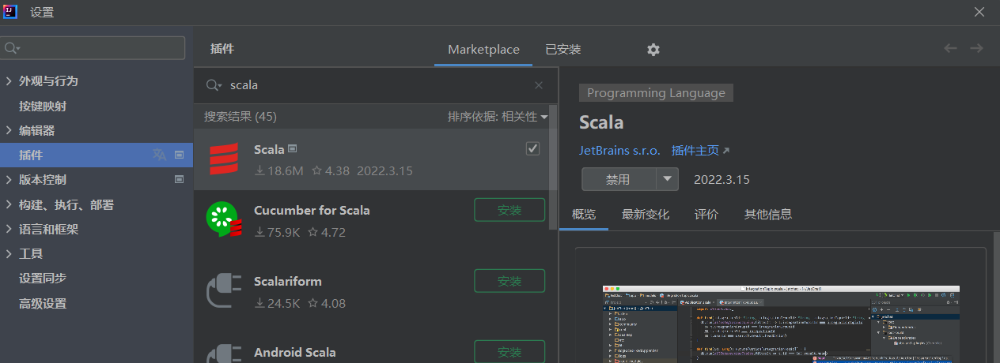 设置
插件
Marketplace
已安装
外观与行为
按键映射
编辑器
插件
版本控制
构建、执行、部署
语言和框架
工具
设置同步
高级设置
scala
搜索结果 (45)
排序依据: 相关性
Scala
18.6M 4.38 2022.3.15
Cucumber for Scala
75.9K 4.72
安装
Scalariform
24.5K 4.08
安装
Android Scala
安装
Programming Language
Scala
JetBrains s.r.o. 插件主页
禁用
2022.3.15
概览 最新变化 评价 其他信息